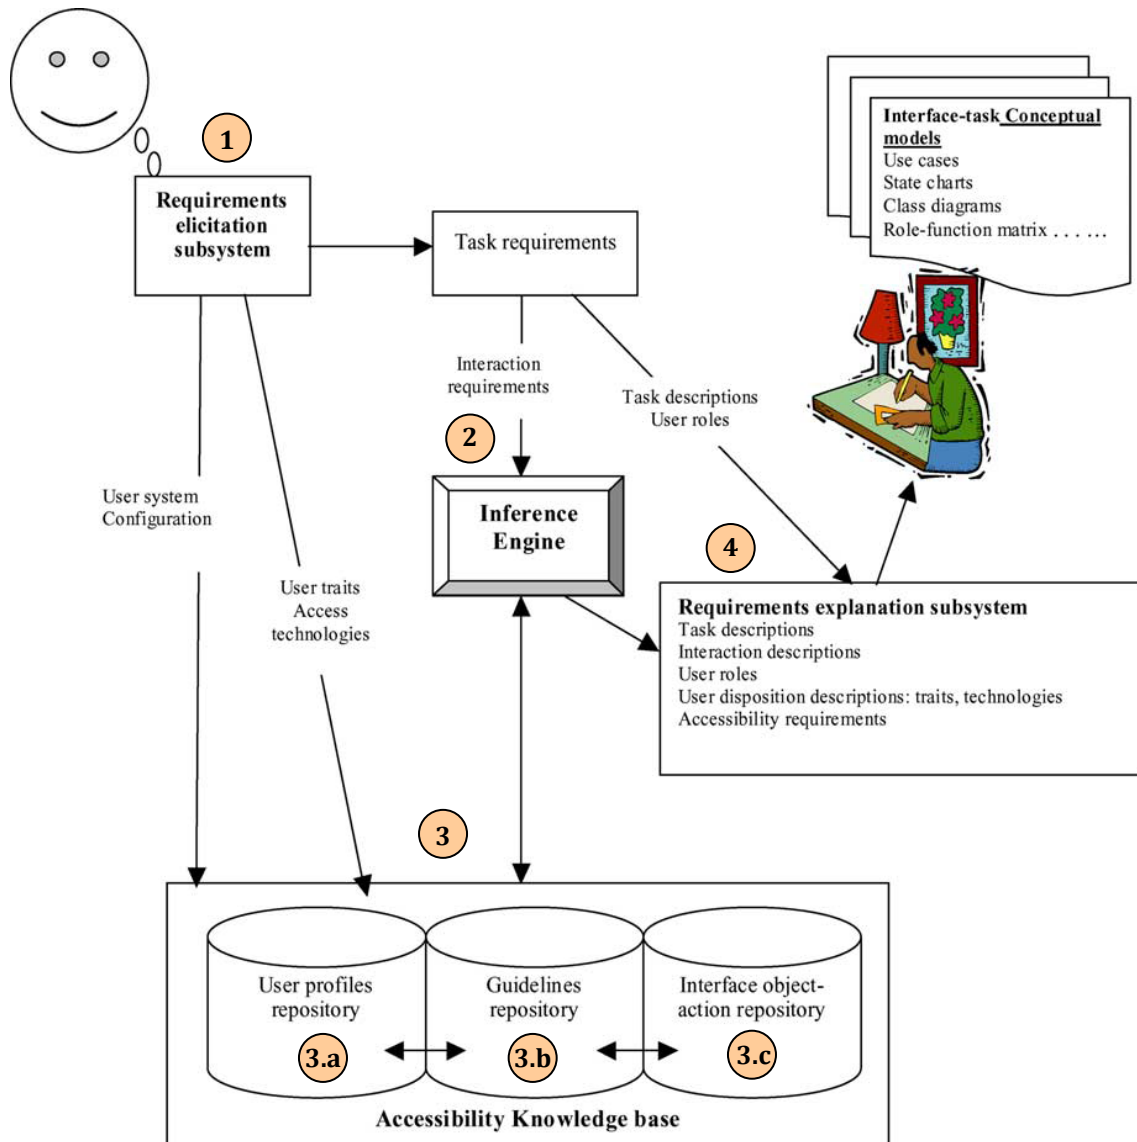 1
Requirements
elicitation
subsystem
Task requirements
Interface-task Conceptual
models
Use cases
State charts
Class diagrams
Role-function matrix . . . …
Interaction
requirements
Task descriptions
User roles
2
User system
Configuration
Inference
Engine
User traits
Access
technologies
4
Requirements explanation subsystem
Task descriptions
Interaction descriptions
User roles
User disposition descriptions: traits, technologies
Accessibility requirements
3
User profiles
repository
3.a
Guidelines
repository
3.b
Interface object-
action repository
3.c
Accessibility Knowledge base